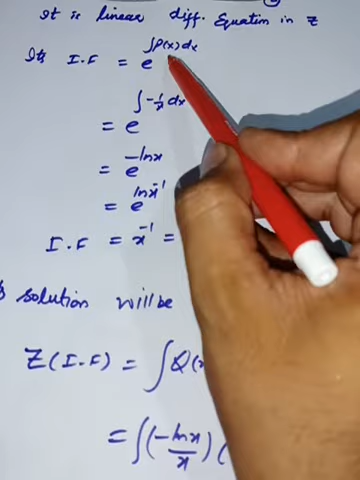 It is linear diff. Equation in Z
Its I.F = e^∫P(x)dx
= e^∫-1/x dx
= e^-lnx
= e^lnx^-1
I.F = x^-1 =
solution will be
Z(I.F) = ∫Q(x
= ∫(-lnx/x)(